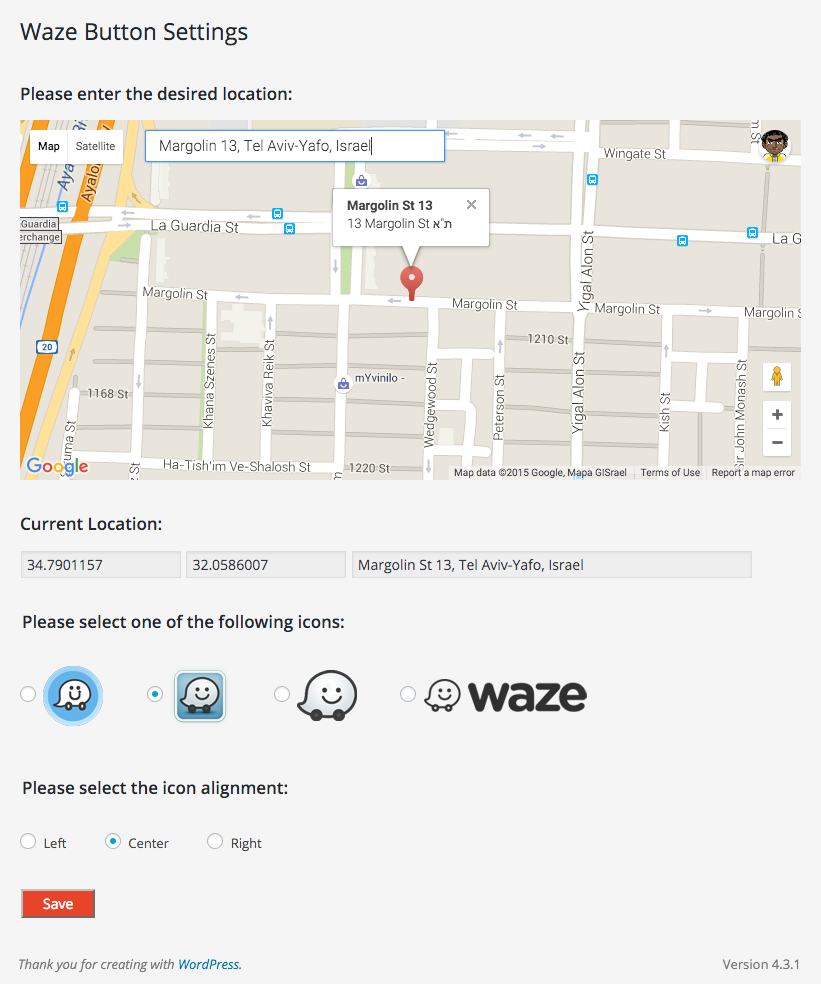 Waze Button Settings
Please enter the desired location:
Map Satellite
Margolin 13, Tel Aviv-Yafo, Israel
Wingate St
Ayalon
Guardia
erchange
La Guardia St
Margolin St 13
13 Margolin St ת"א
La G
Yigal Alon St
Margolin St
Margolin St
Margolin St
Margolin S
20
Khana Szenes St
Khaviva Reik St
1210 St
1168 St
mYvinilo -
Wedgewood St
Peterson St
Yigal Alon St
Kish St
Sir John Monash St
Ha-Tish'im Ve-Shalosh St
1220 St
Google
Map data ©2015 Google, Mapa GISrael Terms of Use Report a map error
Current Location:
34.7901157 32.0586007 Margolin St 13, Tel Aviv-Yafo, Israel
Please select one of the following icons:
waze
Please select the icon alignment:
Left Center Right
Save
Thank you for creating with WordPress. Version 4.3.1